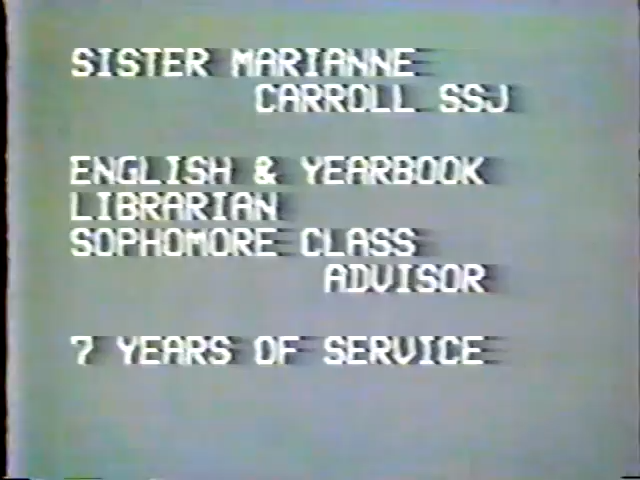 SISTER MARIANNE
CARROLL SSJ
ENGLISH & YEARBOOK
LIBRARIAN
SOPHOMORE CLASS
ADVISOR
7 YEARS OF SERVICE